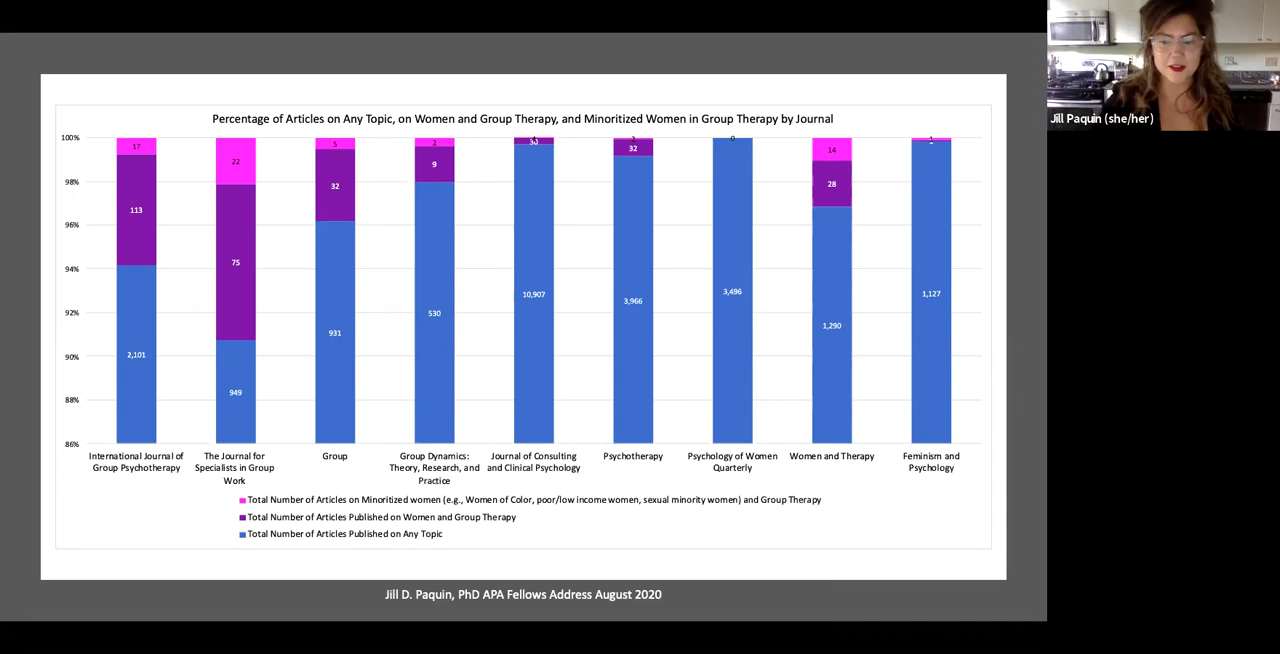 Jill Paquin (she/her)
Percentage of Articles on Any Topic, on Women and Group Therapy, and Minoritized Women in Group Therapy by Journal
100%
98%
96%
94%
92%
90%
88%
86%
17
113
2,101
22
75
949
5
32
931
2
9
530
4
30
10,907
2
32
3,966
0
3,496
14
28
1,290
1
1
1,127
International Journal of
Group Psychotherapy
The Journal for
Specialists in Group
Work
Group
Group Dynamics:
Theory, Research, and
Practice
Journal of Consulting
and Clinical Psychology
Psychotherapy
Psychology of Women
Quarterly
Women and Therapy
Feminism and
Psychology
Total Number of Articles on Minoritized women (e.g., Women of Color, poor/low income women, sexual minority women) and Group Therapy
Total Number of Articles Published on Women and Group Therapy
Total Number of Articles Published on Any Topic
Jill D. Paquin, PhD APA Fellows Address August 2020